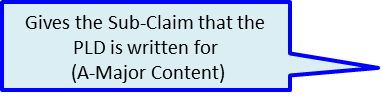 Gives the Sub-Claim that the
PLD is written for
(A-Major Content)